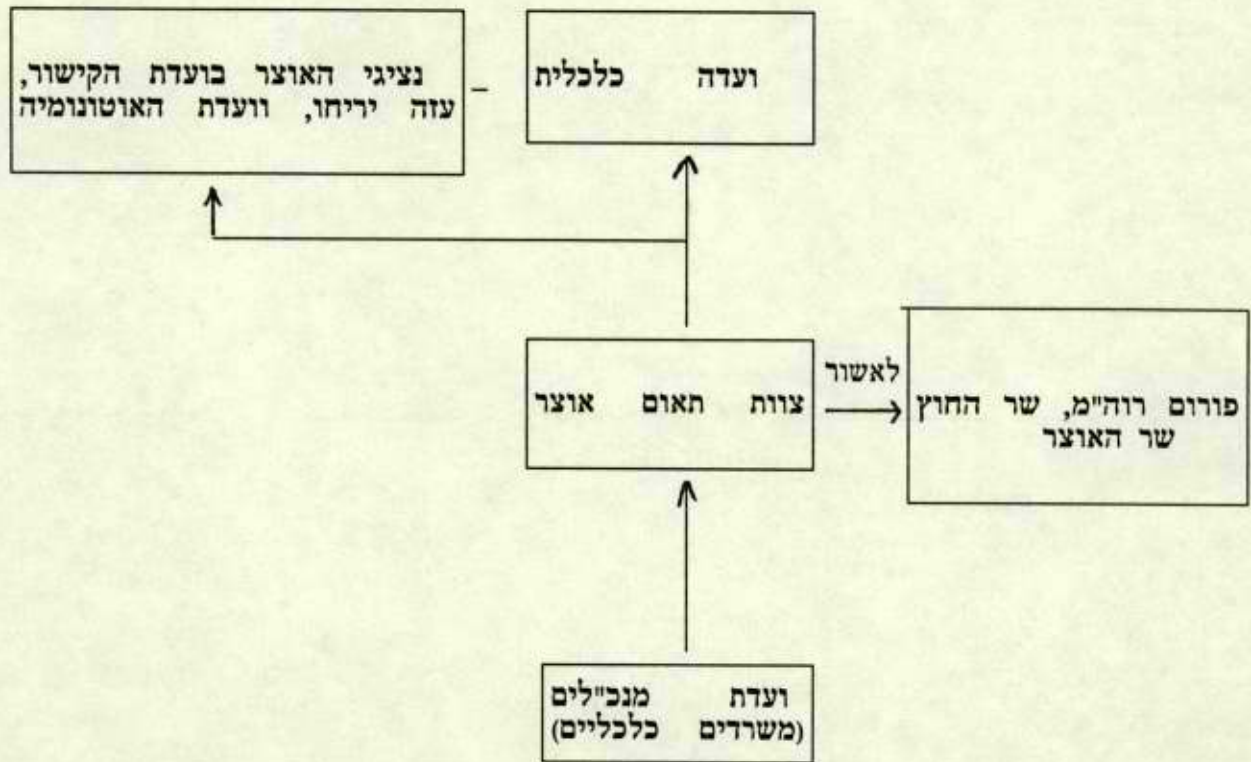 ועדה כלכלית
–
נציגי האוצר בועדת הקישור,
עזה יריחו, וועדת האוטונומיה
צוות תאום אוצר
לאשור
פורום רוה"מ, שר החוץ
שר האוצר
ועדת מנכ"לים
(משרדים כלכליים)